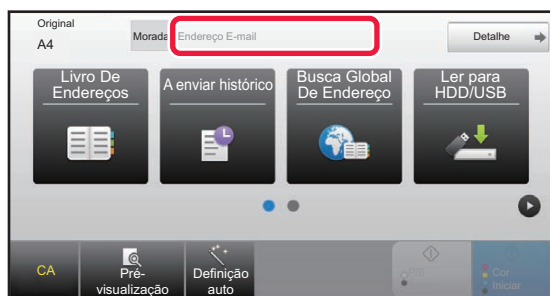 Original
A4
Morada
Endereço E-mail
Detalhe
Livro De
Endereços
A enviar histórico
Busca Global
De Endereço
Ler para
HDD/USB
CA
Pré-
visualização
Definição
auto
P/B
Iniciar
Cor
Iniciar